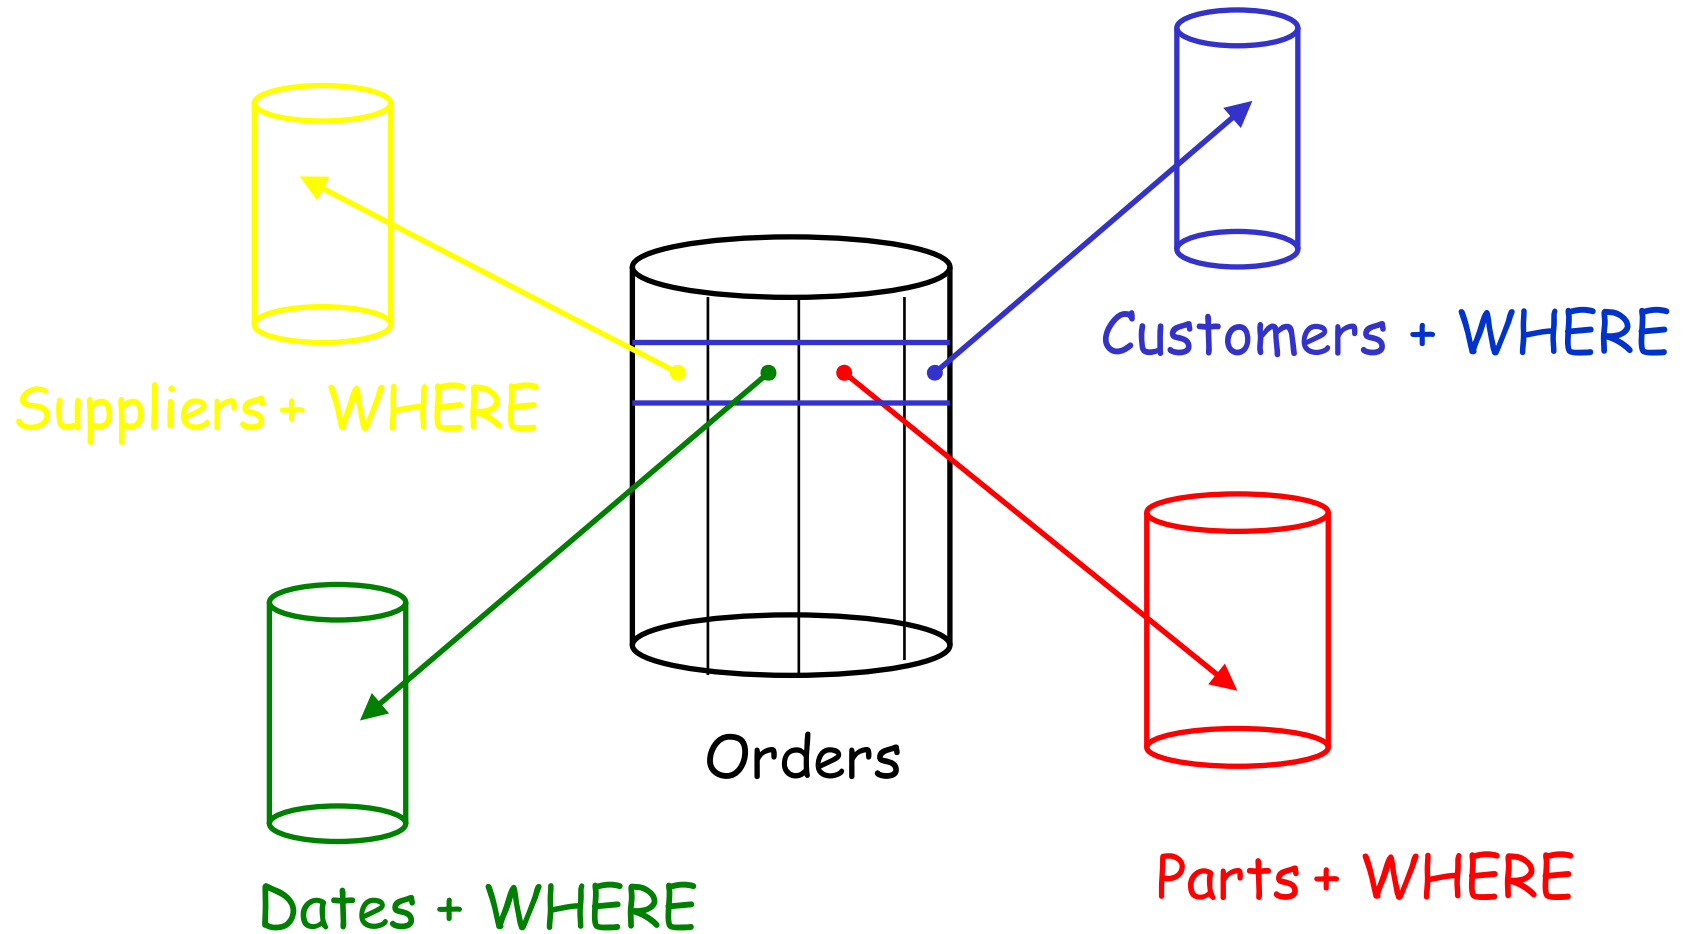 Customers + WHERE
Suppliers + WHERE
Orders
Parts + WHERE
Dates + WHERE